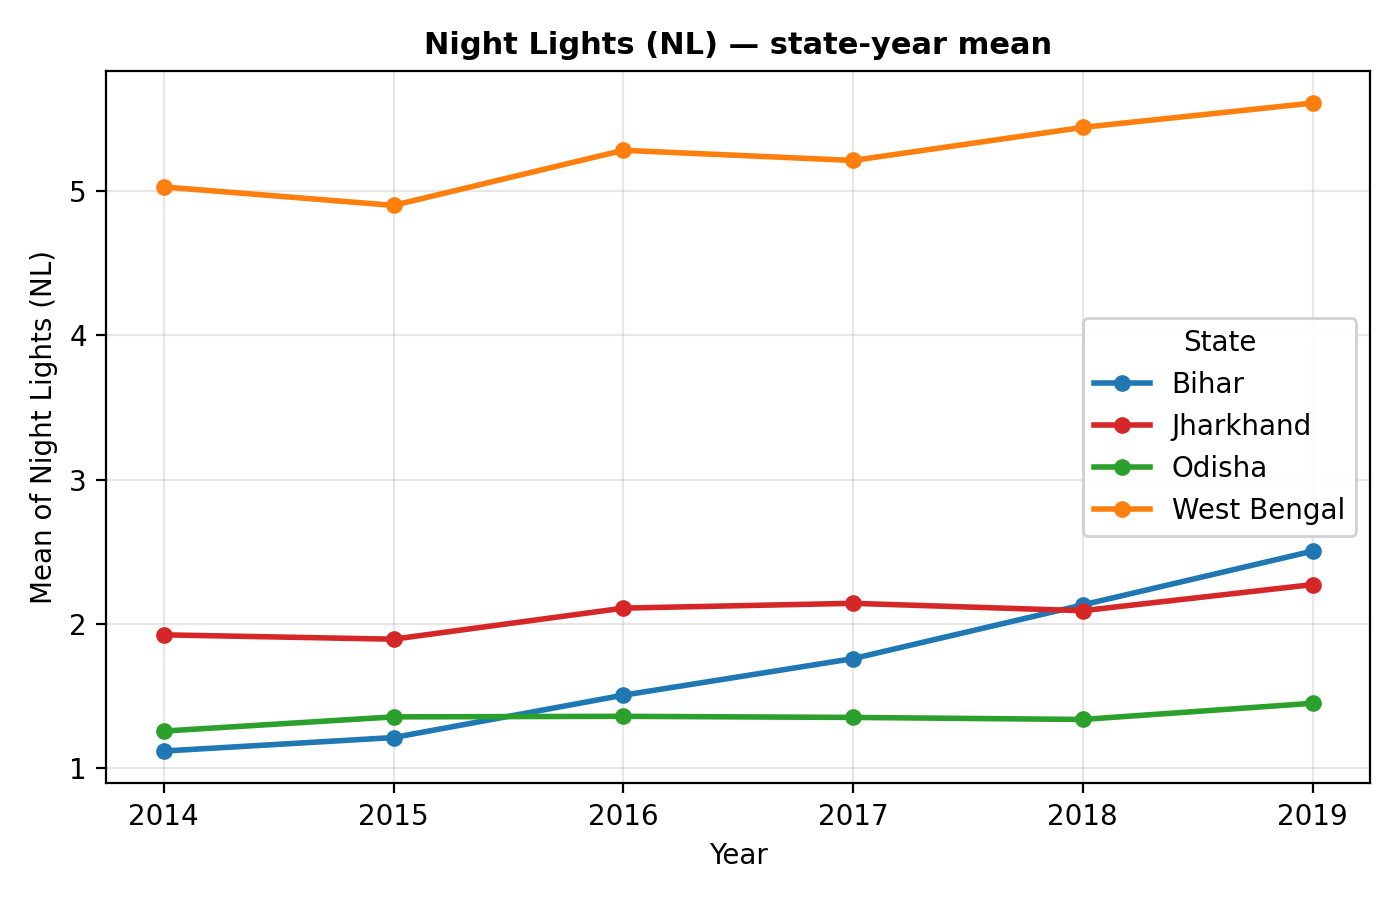 Night Lights (NL) — state-year mean
Mean of Night Lights (NL)
5
4
3
2
1
State
Bihar
Jharkhand
Odisha
West Bengal
2014 2015 2016 2017 2018 2019
Year